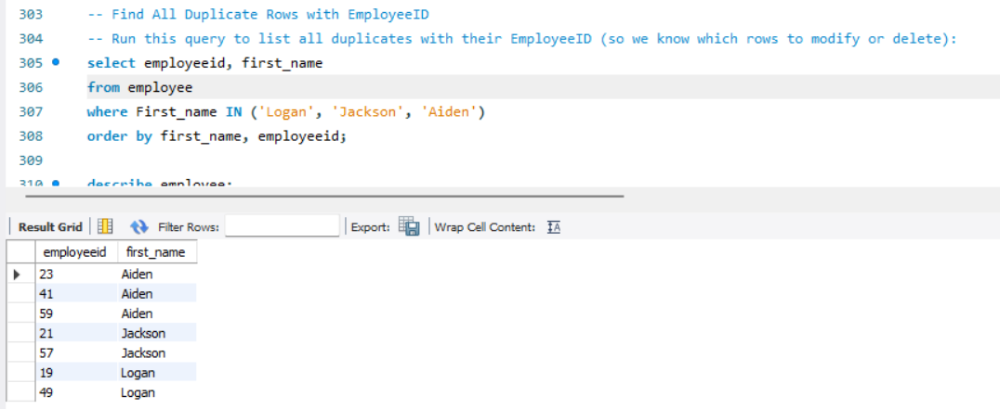 303 -- Find All Duplicate Rows with EmployeeID
304 -- Run this query to list all duplicates with their EmployeeID (so we know which rows to modify or delete):
305 select employeeid, first_name
306 from employee
307 where First_name IN ('Logan', 'Jackson', 'Aiden')
308 order by first_name, employeeid;
309
310 describe employee;
Result Grid Filter Rows: Export: Wrap Cell Content: IA
employeeid first_name
23 Aiden
41 Aiden
59 Aiden
21 Jackson
57 Jackson
19 Logan
49 Logan